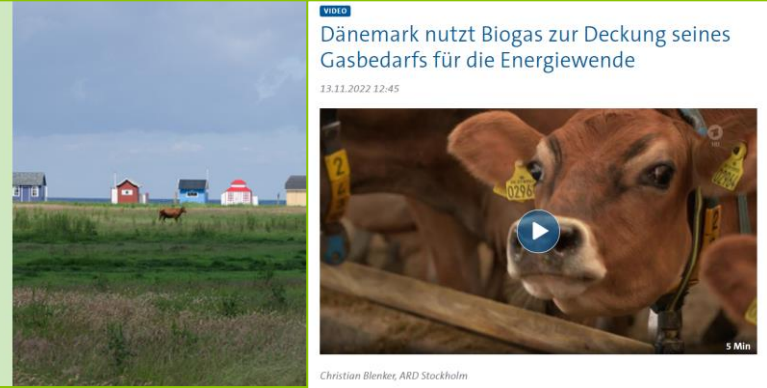 VIDEO
Dänemark nutzt Biogas zur Deckung seines
Gasbedarfs für die Energiewende
13.11.2022 12:45
0296
2
5 Min
Christian Blenker, ARD Stockholm